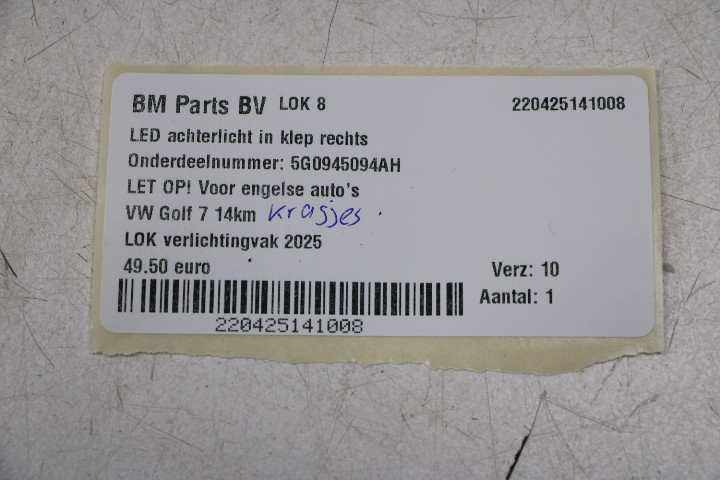 BM Parts BV LOK 8 220425141008
LED achterlicht in klep rechts
Onderdeelnummer: 5G0945094AH
LET OP! Voor engelse auto's
VW Golf 7 14km krasjes
LOK verlichtingvak 2025
49.50 euro Verz: 10
Aantal: 1
220425141008